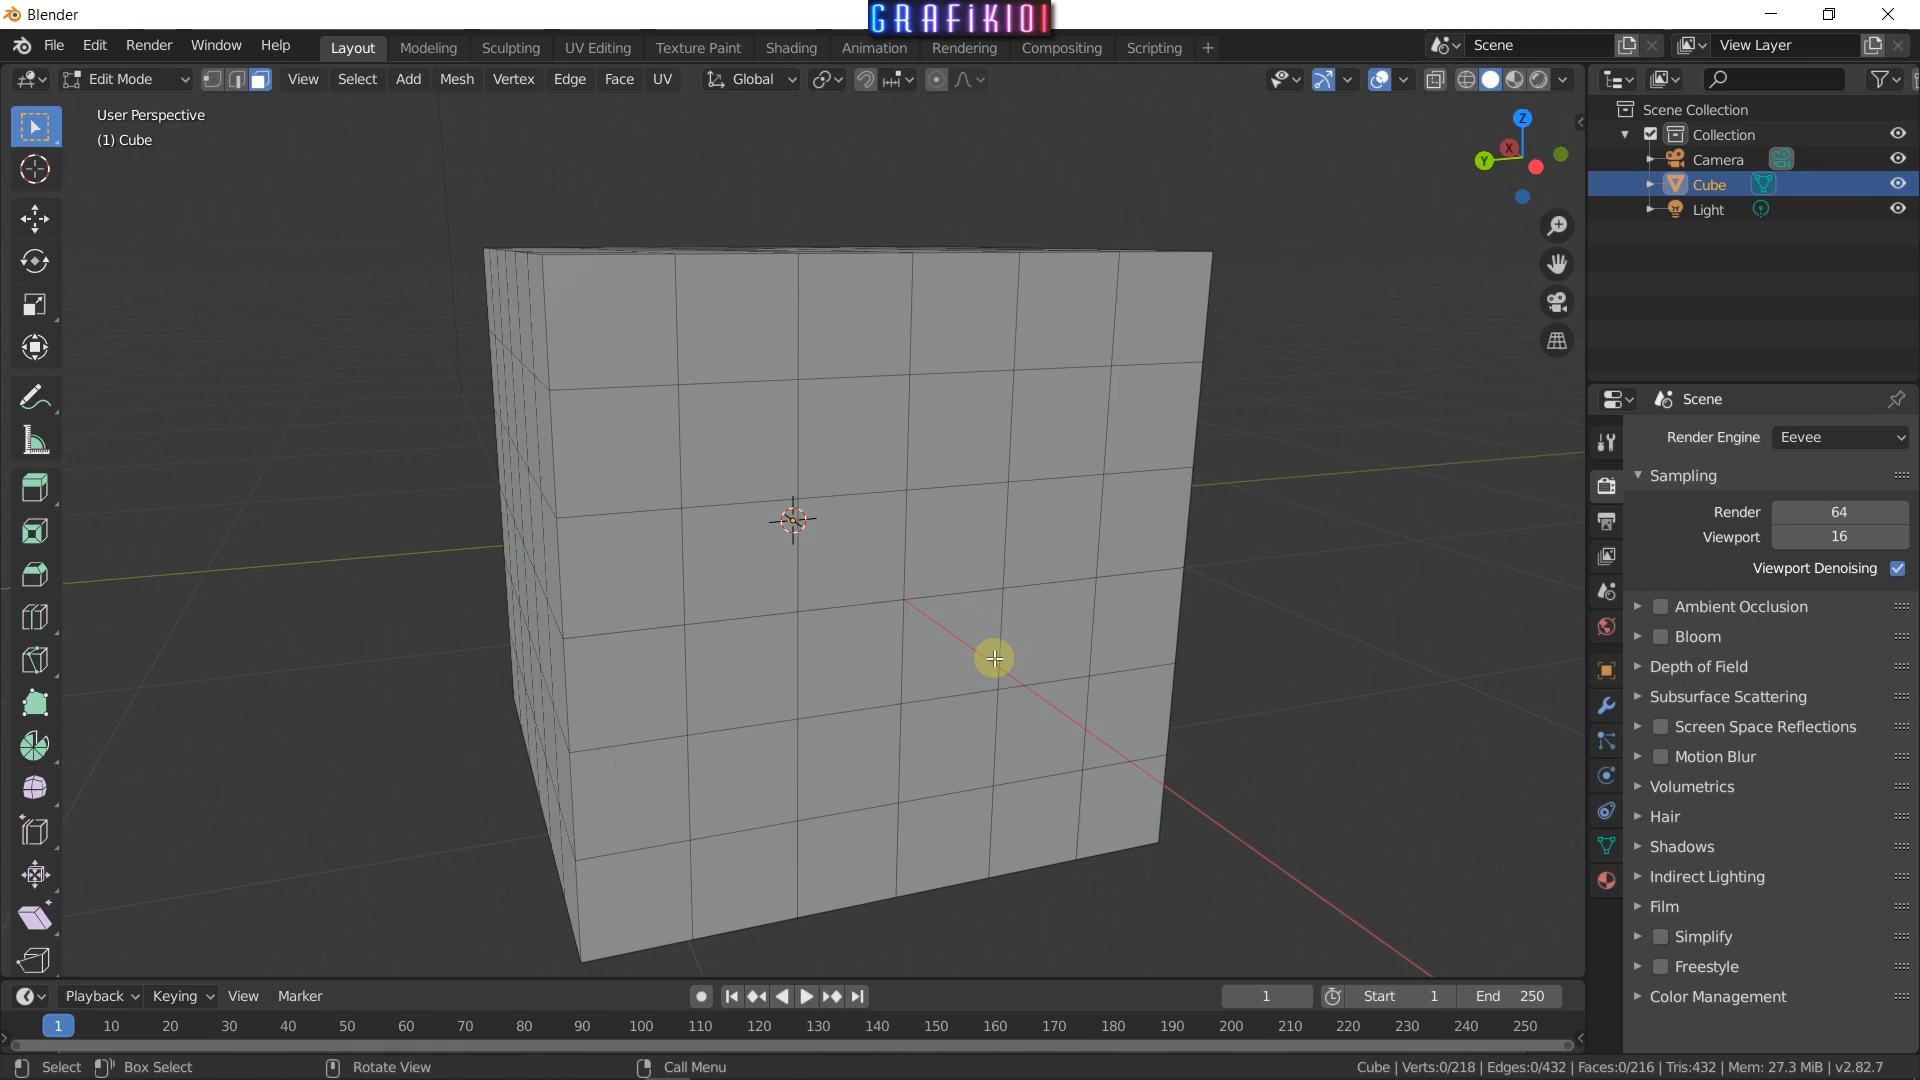 Blender
GRAFiK101
File Edit Render Window Help
Layout Modeling Sculpting UV Editing Texture Paint Shading Animation Rendering Compositing Scripting +
Scene
View Layer
Edit Mode
View Select Add Mesh Vertex Edge Face UV
Global
User Perspective
(1) Cube
Z
Y
X
Scene Collection
Collection
Camera
Cube
Light
Scene
Render Engine Eevee
Sampling
Render 64
Viewport 16
Viewport Denoising
Ambient Occlusion
Bloom
Depth of Field
Subsurface Scattering
Screen Space Reflections
Motion Blur
Volumetrics
Hair
Shadows
Indirect Lighting
Film
Simplify
Freestyle
Color Management
Playback Keying View Marker
1
Start 1
End 250
1 10 20 30 40 50 60 70 80 90 100 110 120 130 140 150 160 170 180 190 200 210 220 230 240 250
Select Box Select Rotate View Call Menu
Cube | Verts:0/218 | Edges:0/432 | Faces:0/216 | Tris:432 | Mem: 27.3 MiB | v2.82.7